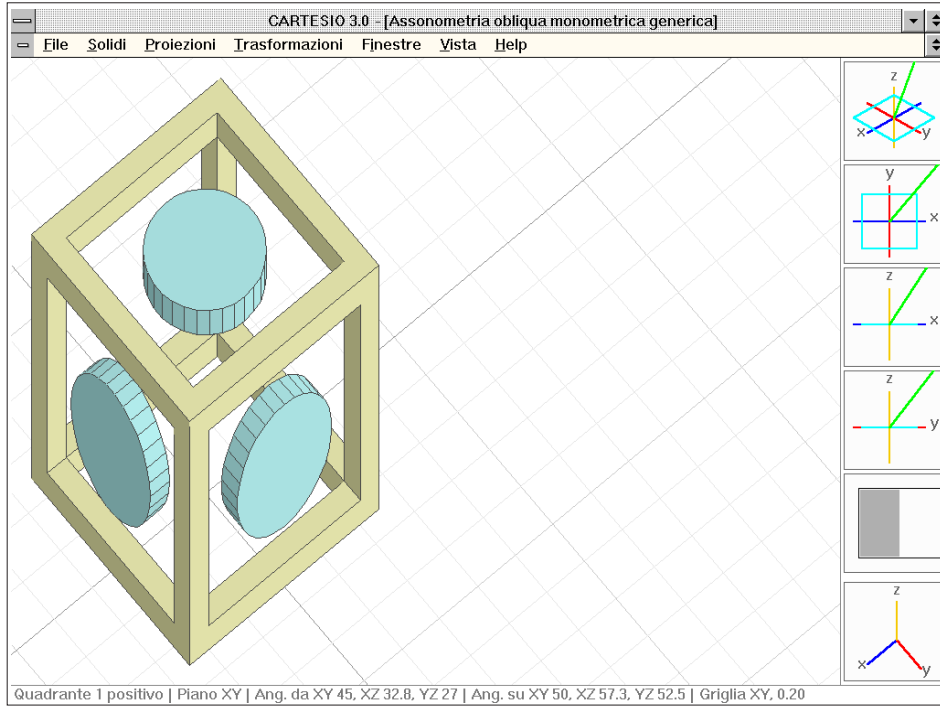 CARTESIO 3.0 - [Assonometria obliqua monometrica generica]
File Solidi Proiezioni Trasformazioni Finestre Vista Help
z
x y
y
x
z
x
z
y
z
x y
Quadrante 1 positivo | Piano XY | Ang. da XY 45, XZ 32.8, YZ 27 | Ang. su XY 50, XZ 57.3, YZ 52.5 | Griglia XY, 0.20